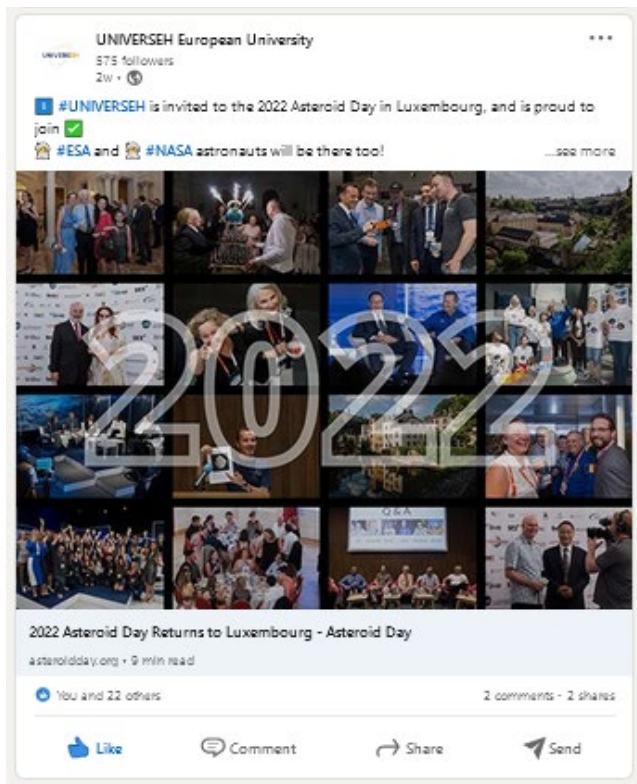 UNIVERSEH European University
UNIVERSEH
575 followers
2w •
#UNIVERSEH is invited to the 2022 Asteroid Day in Luxembourg, and is proud to
join ✅
#ESA and #NASA astronauts will be there too!
...see more
2022
Q&A
2022 Asteroid Day Returns to Luxembourg - Asteroid Day
asteroidday.org • 9 min read
You and 22 others
2 comments - 2 shares
Like
Comment
Share
Send